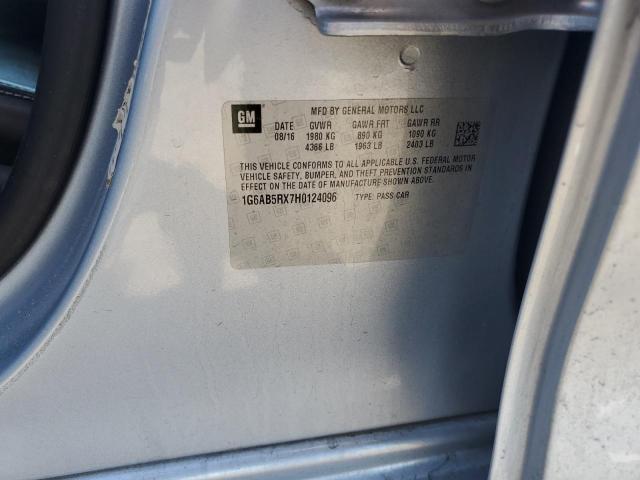 GM
MFD BY GENERAL MOTORS LLC
DATE GVWR GAWR FRT GAWR RR
08/16 1980 KG 890 KG 1090 KG
4366 LB 1963 LB 2403 LB
THIS VEHICLE CONFORMS TO ALL APPLICABLE U.S. FEDERAL MOTOR
VEHICLE SAFETY, BUMPER, AND THEFT PREVENTION STANDARDS IN
EFFECT ON THE DATE OF MANUFACTURE SHOWN ABOVE.
1G6AB5RX7H0124096 TYPE: PASS CAR